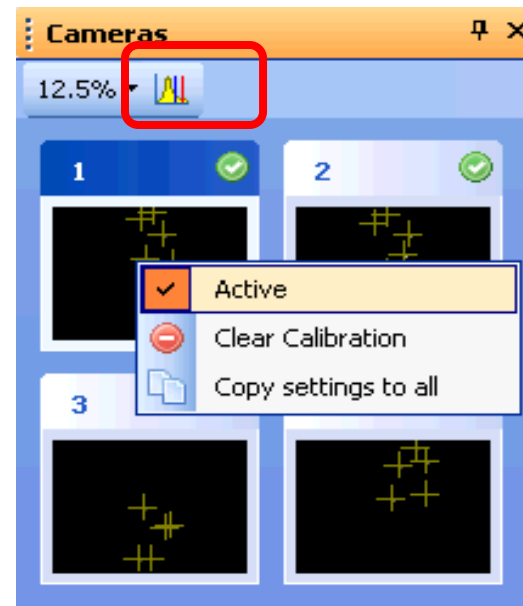 Cameras
12.5%
1
2
Active
Clear Calibration
Copy settings to all
3